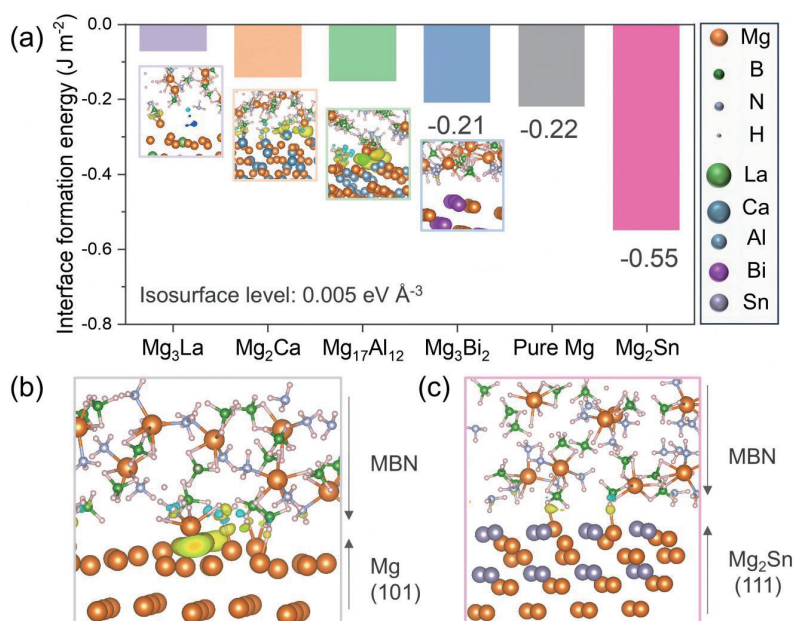 (a)
Interface formation energy (J m⁻²)
0.0
-0.2
-0.4
-0.6
-0.8
-0.21
-0.22
-0.55
Isosurface level: 0.005 eV Å⁻³
Mg₃La
Mg₂Ca
Mg₁₇Al₁₂
Mg₃Bi₂
Pure Mg
Mg₂Sn
Mg
B
N
H
La
Ca
Al
Bi
Sn
(b)
MBN
Mg
(101)
(c)
MBN
Mg₂Sn
(111)